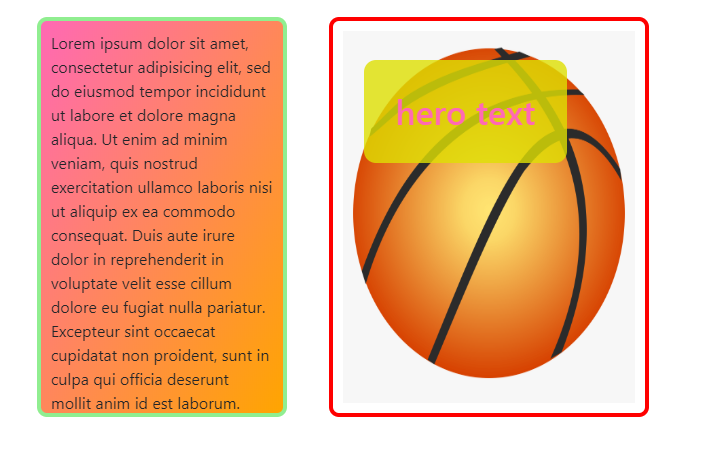 Lorem ipsum dolor sit amet,
consectetur adipisicing elit, sed
do eiusmod tempor incididunt
ut labore et dolore magna
aliqua. Ut enim ad minim
veniam, quis nostrud
exercitation ullamco laboris nisi
ut aliquip ex ea commodo
consequat. Duis aute irure
dolor in reprehenderit in
voluptate velit esse cillum
dolore eu fugiat nulla pariatur.
Excepteur sint occaecat
cupidatat non proident, sunt in
culpa qui officia deserunt
mollit anim id est laborum.
hero text